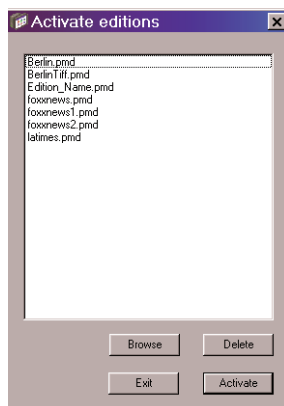 Activate editions
Berlin.pmd
BerlinTiff.pmd
Edition_Name.pmd
foxxnews.pmd
foxxnews1.pmd
foxxnews2.pmd
latimes.pmd
Browse Delete
Exit Activate